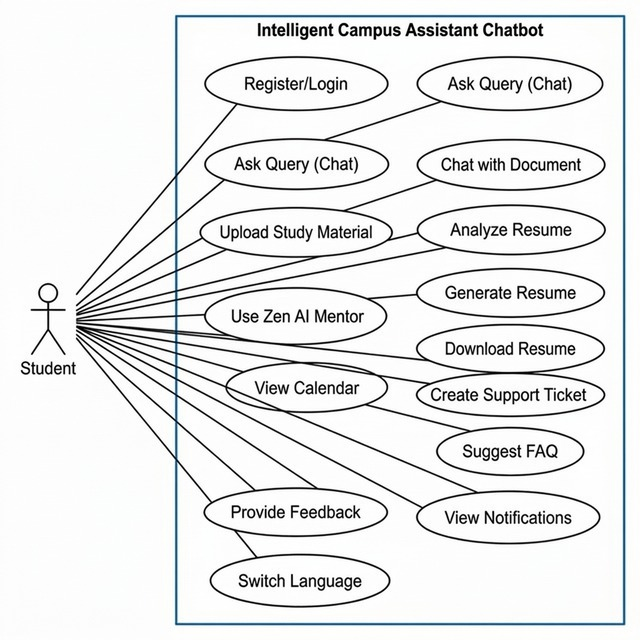 Intelligent Campus Assistant Chatbot
Register/Login
Ask Query (Chat)
Ask Query (Chat)
Chat with Document
Upload Study Material
Analyze Resume
Use Zen AI Mentor
Generate Resume
Download Resume
Student
View Calendar
Create Support Ticket
Suggest FAQ
Provide Feedback
View Notifications
Switch Language